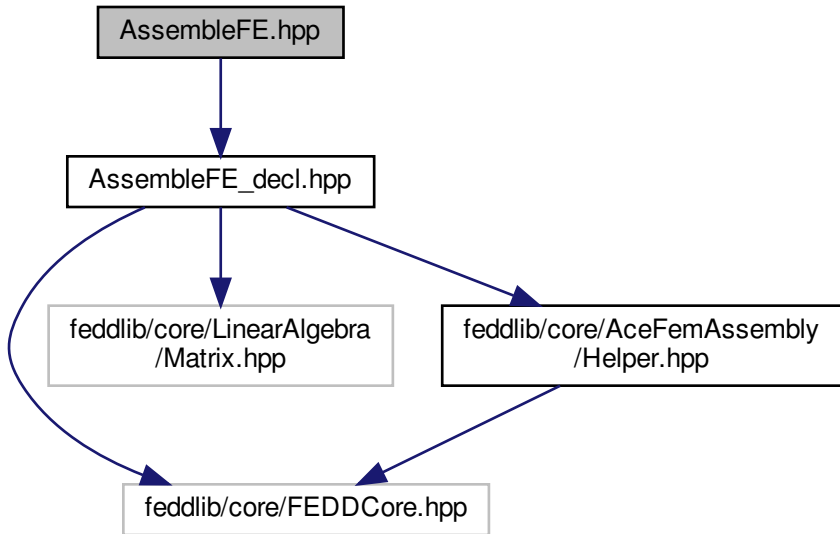 AssembleFE.hpp
AssembleFE_decl.hpp
feddlib/core/LinearAlgebra
/Matrix.hpp
feddlib/core/AceFemAssembly
/Helper.hpp
feddlib/core/FEDDCore.hpp